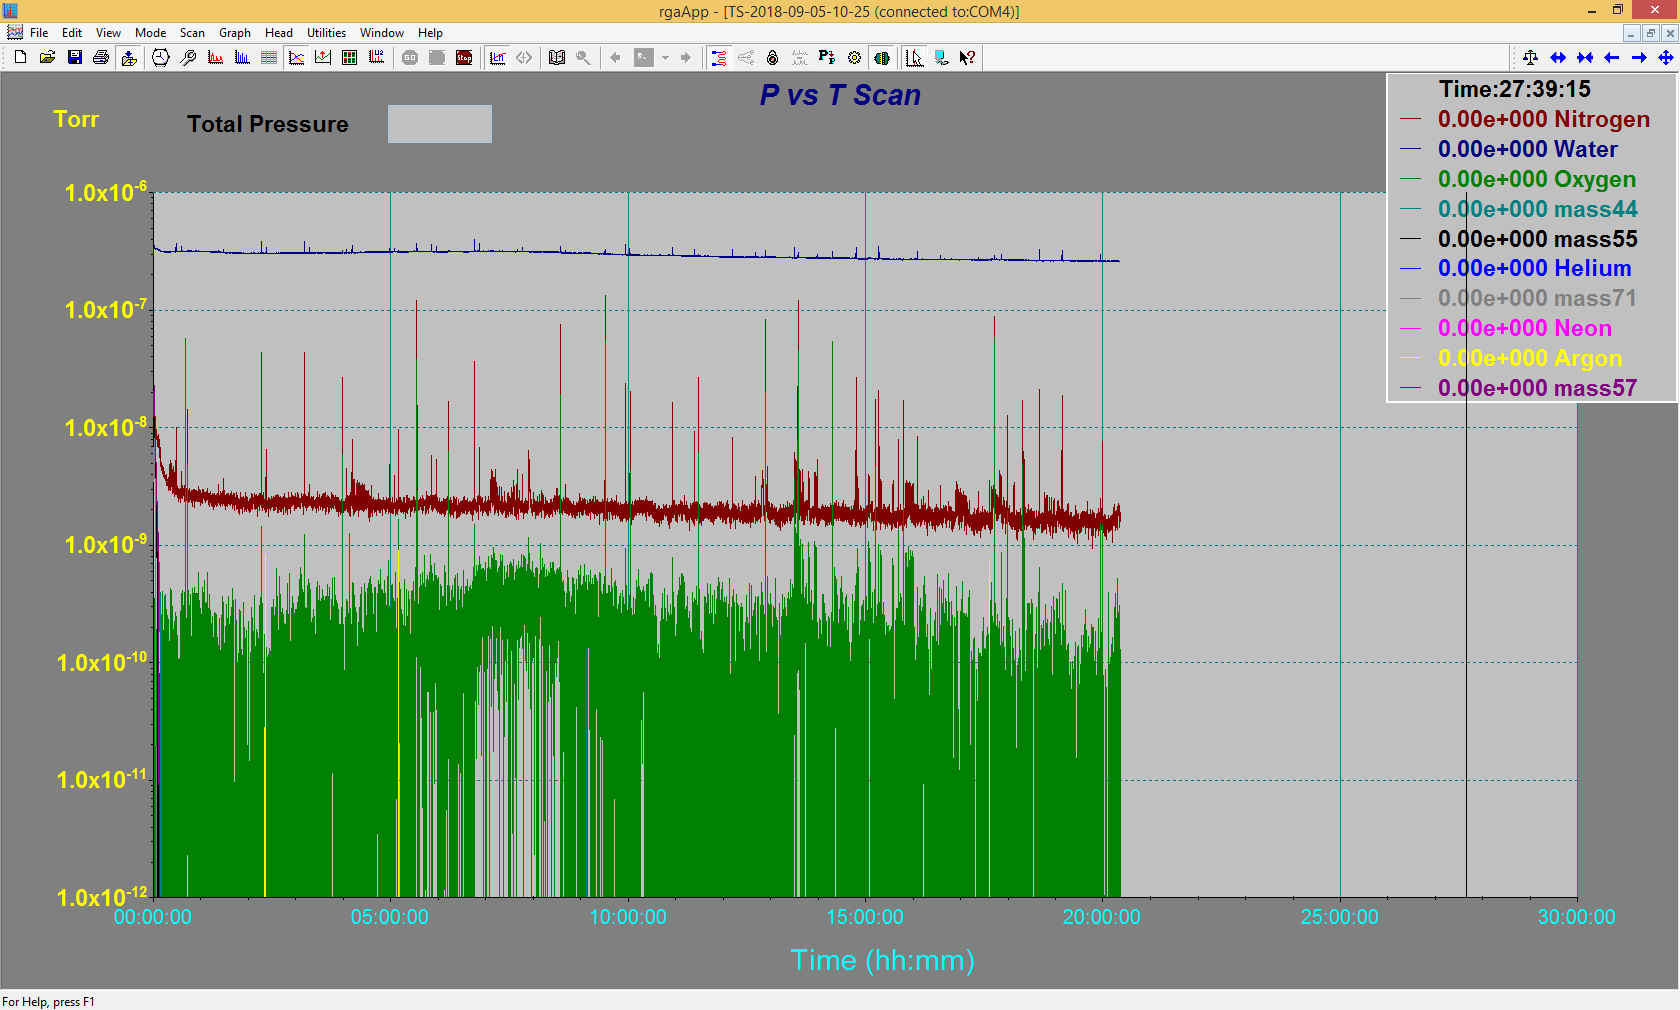 rgaApp - [TS-2018-09-05-10-25 (connected to:COM4)]
File Edit View Mode Scan Graph Head Utilities Window Help
GO Stop
P vs T Scan
Torr
Total Pressure
Time:27:39:15
0.00e+000 Nitrogen
0.00e+000 Water
0.00e+000 Oxygen
0.00e+000 mass44
0.00e+000 mass55
0.00e+000 Helium
0.00e+000 mass71
0.00e+000 Neon
0.00e+000 Argon
0.00e+000 mass57
1.0x10⁻⁶
1.0x10⁻⁷
1.0x10⁻⁸
1.0x10⁻⁹
1.0x10⁻¹⁰
1.0x10⁻¹¹
1.0x10⁻¹²
00:00:00 05:00:00 10:00:00 15:00:00 20:00:00 25:00:00 30:00:00
Time (hh:mm)
For Help, press F1